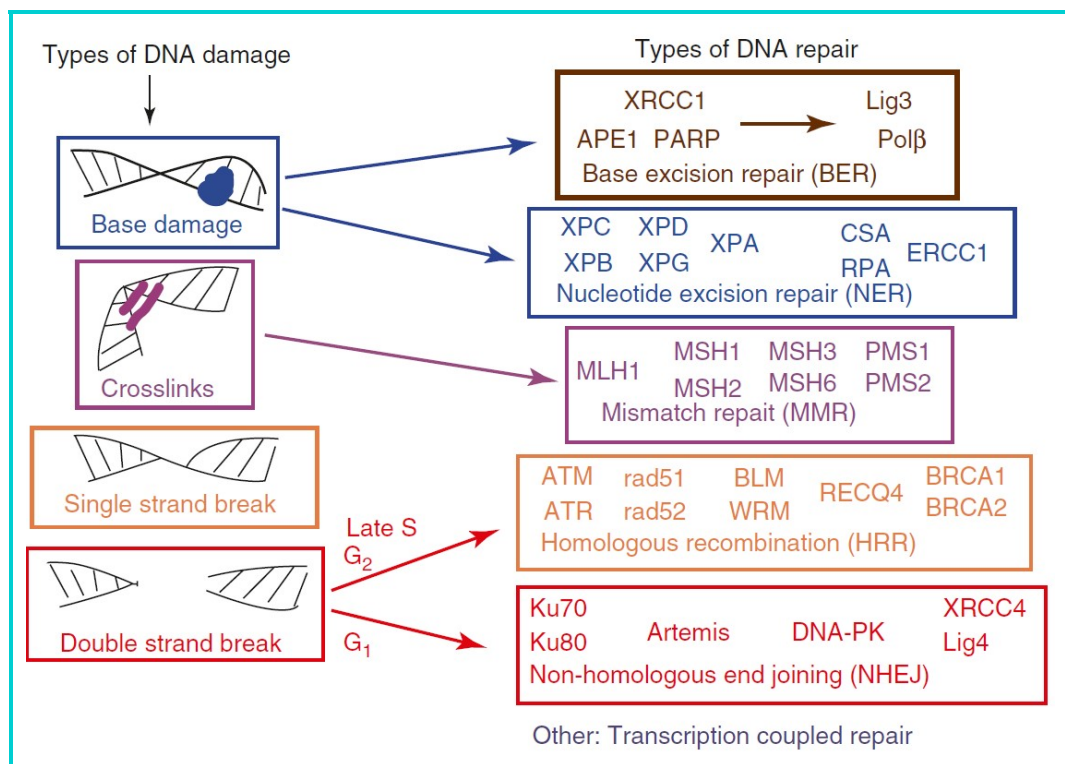 Types of DNA damage
Types of DNA repair
Base damage
XRCC1 Lig3
APE1 PARP Polβ
Base excision repair (BER)
XPC XPD XPA CSA ERCC1
XPB XPG RPA
Nucleotide excision repair (NER)
Crosslinks
MLH1 MSH1 MSH3 PMS1
MSH2 MSH6 PMS2
Mismatch repait (MMR)
Single strand break
ATM rad51 BLM RECQ4 BRCA1
ATR rad52 WRM BRCA2
Homologous recombination (HRR)
Late S
G₂
Double strand break
G₁
Ku70 Artemis DNA-PK XRCC4
Ku80 Lig4
Non-homologous end joining (NHEJ)
Other: Transcription coupled repair